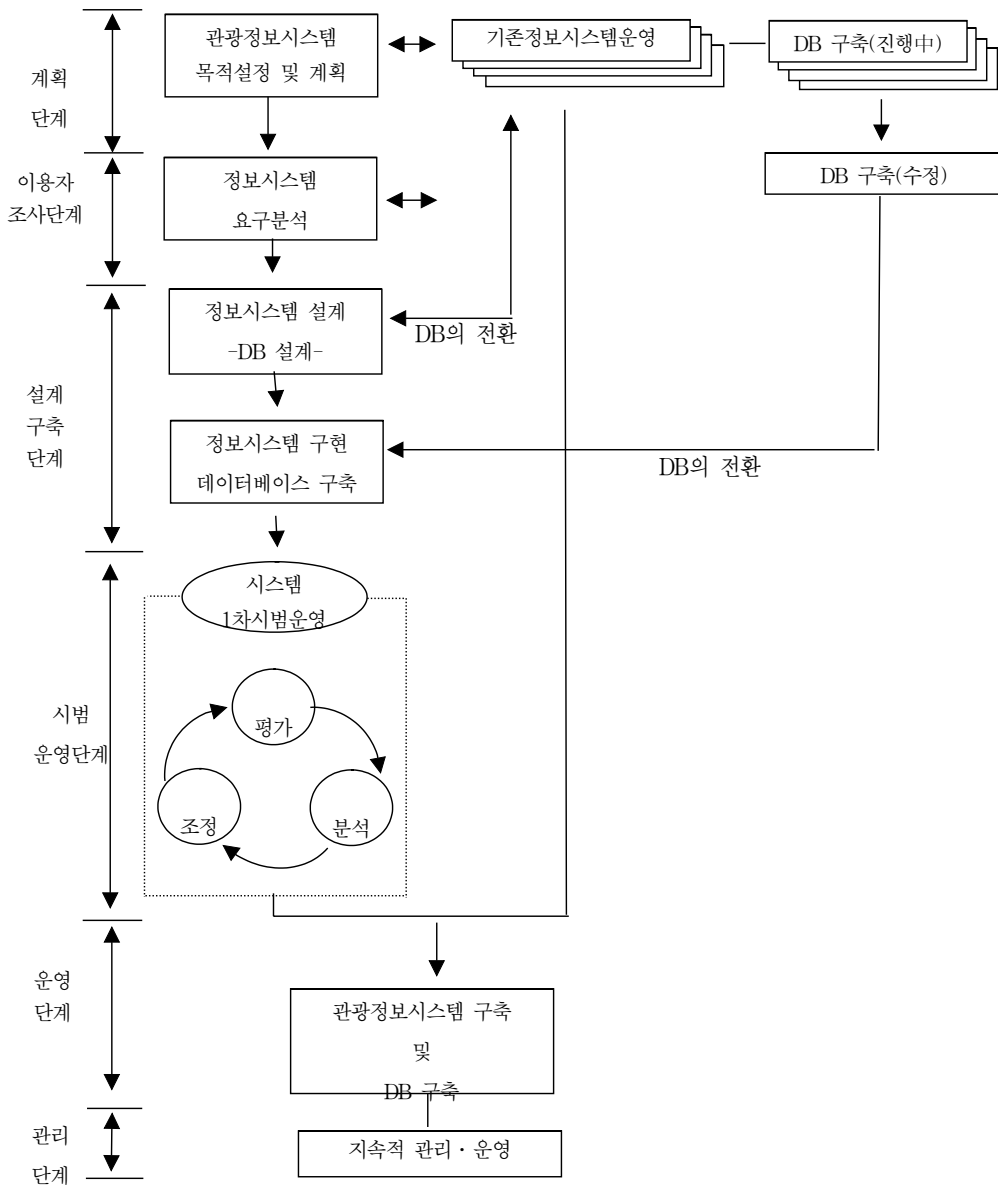 관광정보시스템
목적설정 및 계획
기존정보시스템운영
DB 구축(진행中)
계획
단계
이용자
조사단계
정보시스템
요구분석
DB 구축(수정)
정보시스템 설계
-DB 설계-
DB의 전환
설계
구축
단계
정보시스템 구현
데이터베이스 구축
DB의 전환
시스템
1차시범운영
시범
운영단계
평가
조정
분석
운영
단계
관광정보시스템 구축
및
DB 구축
관리
단계
지속적 관리·운영